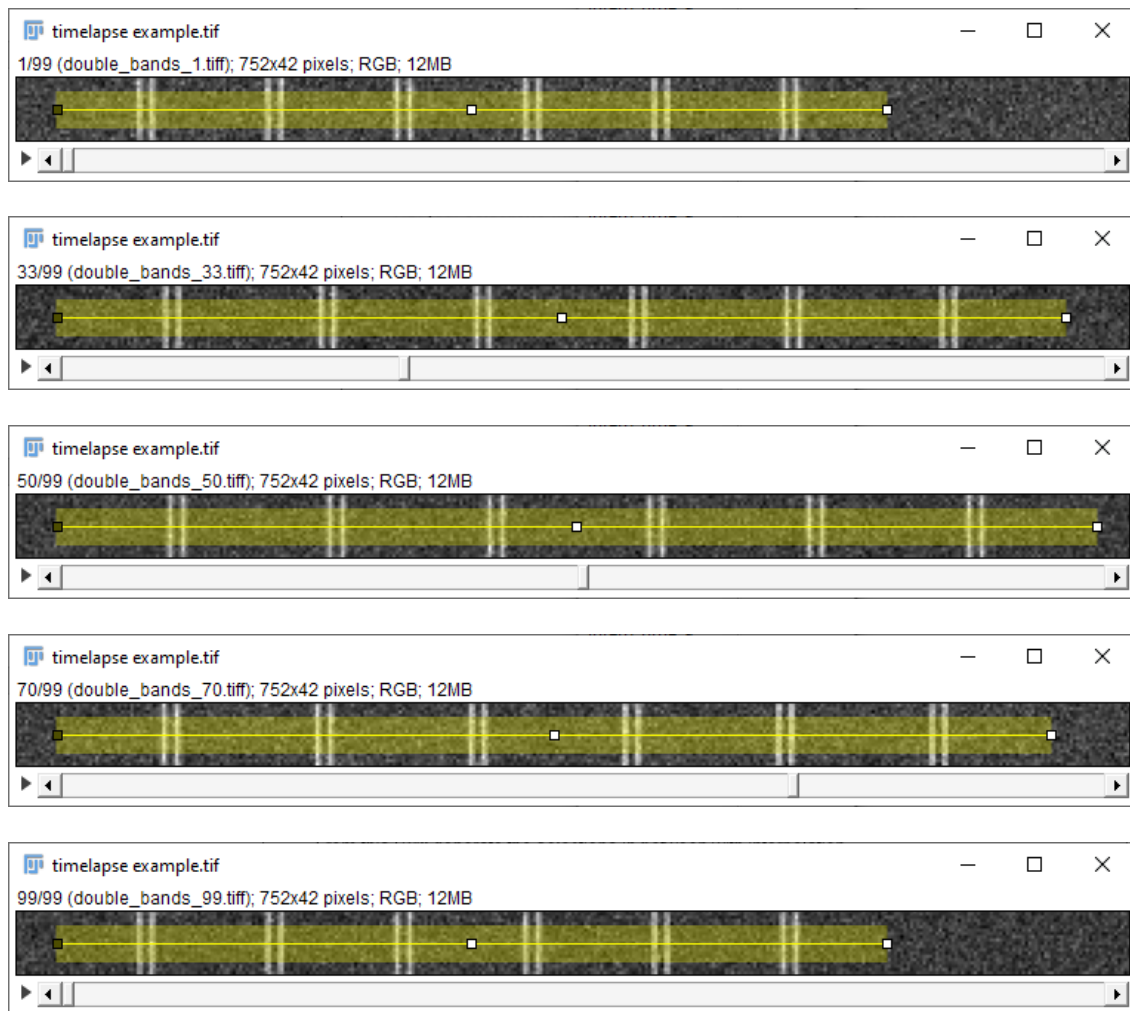 timelapse example.tif
1/99 (double_bands_1.tiff); 752x42 pixels; RGB; 12MB
timelapse example.tif
33/99 (double_bands_33.tiff); 752x42 pixels; RGB; 12MB
timelapse example.tif
50/99 (double_bands_50.tiff); 752x42 pixels; RGB; 12MB
timelapse example.tif
70/99 (double_bands_70.tiff); 752x42 pixels; RGB; 12MB
timelapse example.tif
99/99 (double_bands_99.tiff); 752x42 pixels; RGB; 12MB